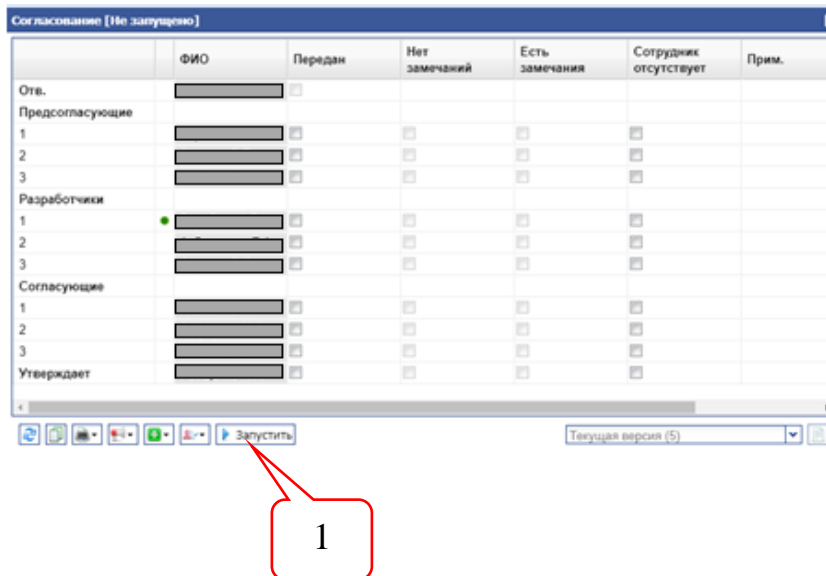 Согласование [Не запущено]
ФИО Передан Нет замечаний Есть замечания Сотрудник отсутствует Прим.
Отв.
Предсогласующие
1
2
3
Разработчики
1
2
3
Согласующие
1
2
3
Утверждает
Запустить Текущая версия (5)
1